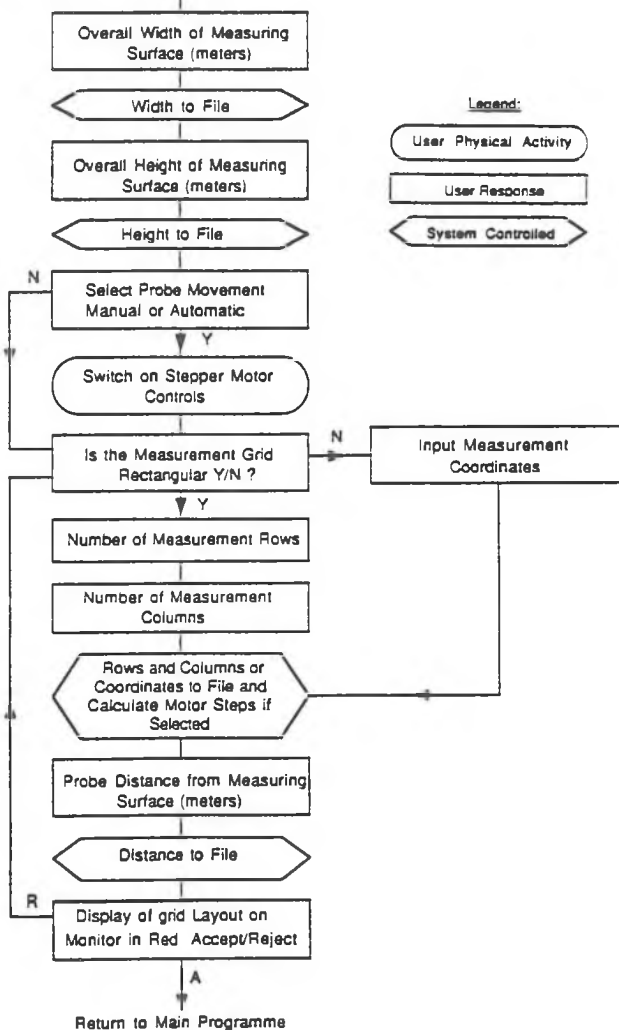 Overall Width of Measuring
Surface (meters)
Width to File
Overall Height of Measuring
Surface (meters)
Height to File
N
Select Probe Movement
Manual or Automatic
Y
Switch on Stepper Motor
Controls
Is the Measurement Grid
Rectangular Y/N ?
N
Input Measurement
Coordinates
Y
Number of Measurement Rows
Number of Measurement
Columns
Rows and Columns or
Coordinates to File and
Calculate Motor Steps if
Selected
Probe Distance from Measuring
Surface (meters)
Distance to File
R
Display of grid Layout on
Monitor in Red Accept/Reject
A
Return to Main Programme
Legend:
User Physical Activity
User Response
System Controlled